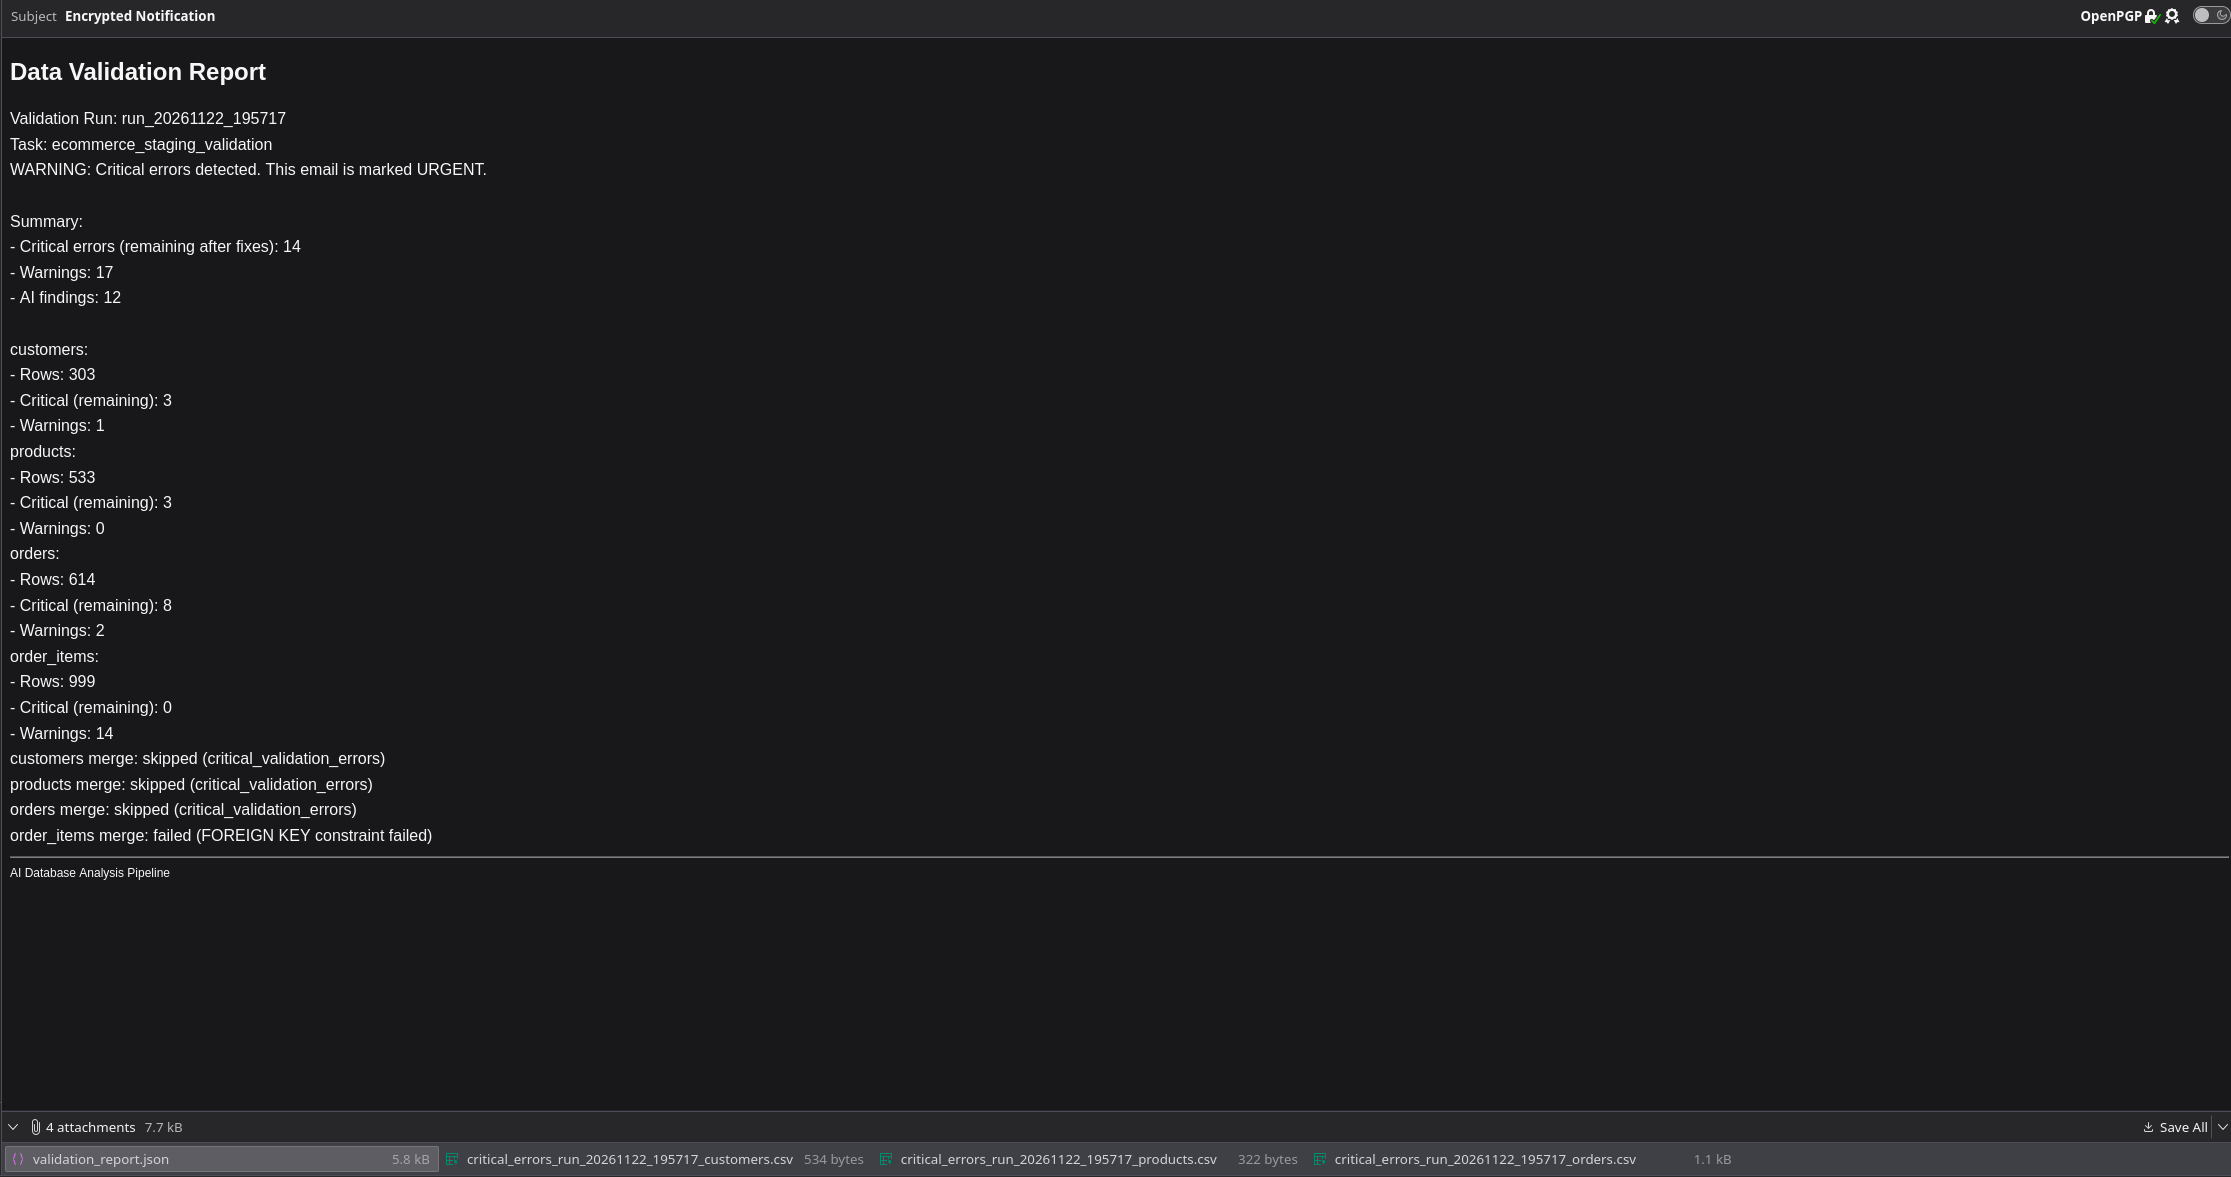 Subject Encrypted Notification
OpenPGP
Data Validation Report
Validation Run: run_20261122_195717
Task: ecommerce_staging_validation
WARNING: Critical errors detected. This email is marked URGENT.
Summary:
- Critical errors (remaining after fixes): 14
- Warnings: 17
- AI findings: 12
customers:
- Rows: 303
- Critical (remaining): 3
- Warnings: 1
products:
- Rows: 533
- Critical (remaining): 3
- Warnings: 0
orders:
- Rows: 614
- Critical (remaining): 8
- Warnings: 2
order_items:
- Rows: 999
- Critical (remaining): 0
- Warnings: 14
customers merge: skipped (critical_validation_errors)
products merge: skipped (critical_validation_errors)
orders merge: skipped (critical_validation_errors)
order_items merge: failed (FOREIGN KEY constraint failed)
AI Database Analysis Pipeline
4 attachments 7.7 kB
Save All
validation_report.json 5.8 kB
critical_errors_run_20261122_195717_customers.csv 534 bytes
critical_errors_run_20261122_195717_products.csv 322 bytes
critical_errors_run_20261122_195717_orders.csv 1.1 kB